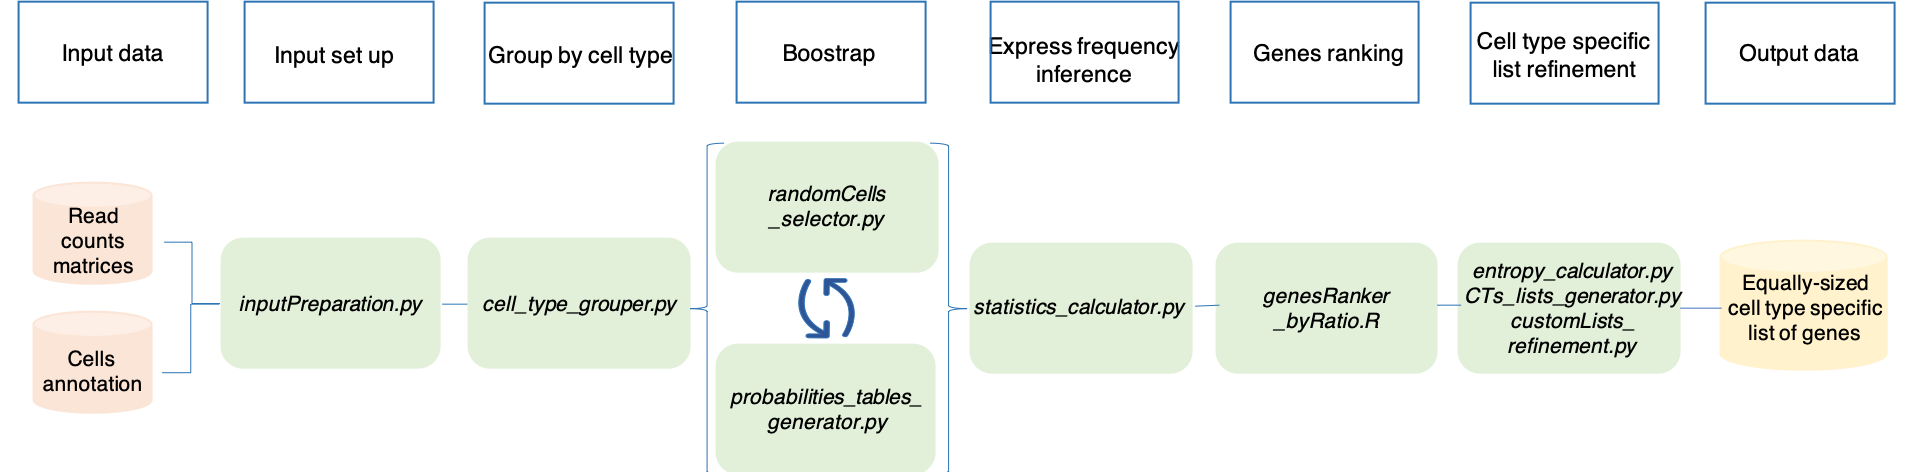 Input data
Input set up
Group by cell type
Boostrap
Express frequency
inference
Genes ranking
Cell type specific
list refinement
Output data
Read
counts
matrices
Cells
annotation
inputPreparation.py
cell_type_grouper.py
randomCells
_selector.py
probabilities_tables_
generator.py
statistics_calculator.py
genesRanker
_byRatio.R
entropy_calculator.py
CTs_lists_generator.py
customLists_
refinement.py
Equally-sized
cell type specific
list of genes